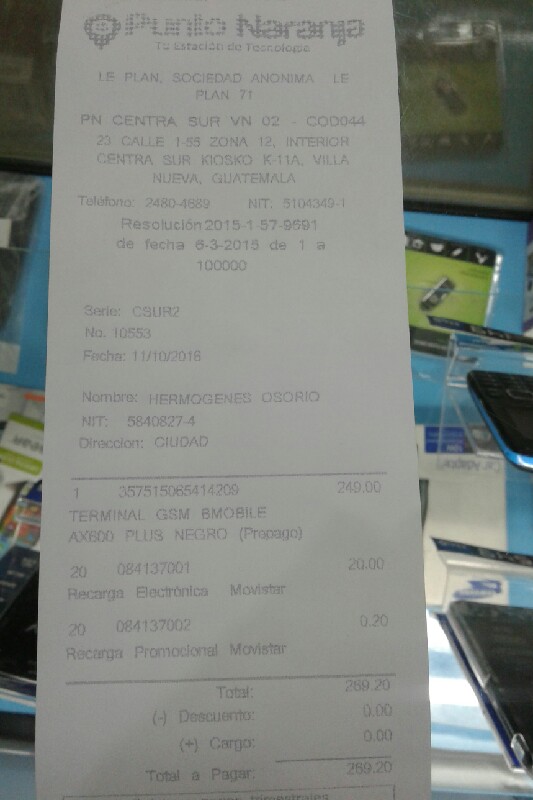 Punto Naranja
Tu Estación de Tecnología
LE PLAN, SOCIEDAD ANONIMA LE
PLAN 71
PN CENTRA SUR VN 02 - COD044
23 CALLE 1-55 ZONA 12, INTERIOR
CENTRA SUR KIOSKO K-11A, VILLA
NUEVA, GUATEMALA
Teléfono: 2480-4889 NIT: 5104349-1
Resolución 2015-1-57-9691
de fecha 6-3-2015 de 1 a
100000
Serie: CSUR2
No. 10553
Fecha: 11/10/2016
Nombre: HERMOGENES OSORIO
NIT: 5840827-4
Direccion: CIUDAD
1 357515065414209 249.00
TERMINAL GSM BMOBILE
AX600 PLUS NEGRO (Prepago)
20 084137001 20.00
Recarga Electrónica Movistar
20 084137002 0.20
Recarga Promocional Movistar
Total: 269.20
(-) Descuento: 0.00
(+) Cargo: 0.00
Total a Pagar: 269.20
trimestrales